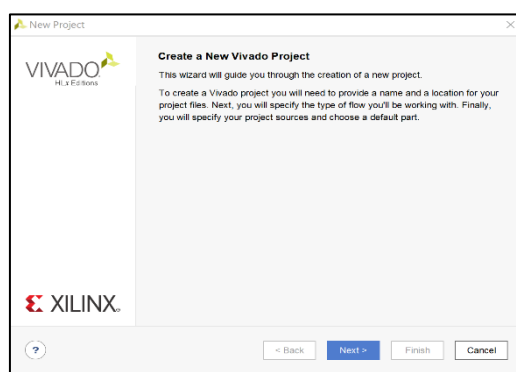 New Project
VIVADO
HLx Editions
Create a New Vivado Project
This wizard will guide you through the creation of a new project.
To create a Vivado project you will need to provide a name and a location for your
project files. Next, you will specify the type of flow you'll be working with. Finally,
you will specify your project sources and choose a default part.
XILINX
?
< Back
Next >
Finish
Cancel